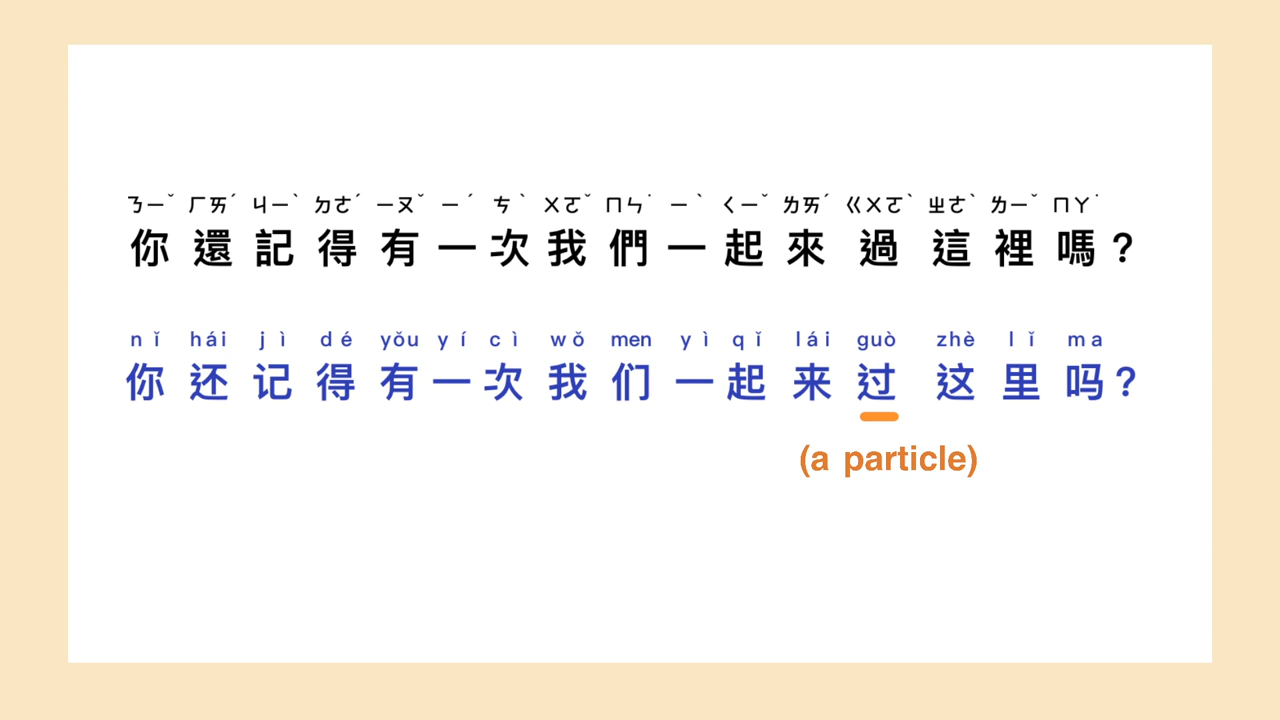 ㄋㄧˇ ㄏㄞˊ ㄐㄧˋ ㄉㄜˊ ㄧㄡˇ ㄧˊ ㄘˋ ㄨㄛˇ ㄇㄣ˙ ㄧˋ ㄑㄧˇ ㄌㄞˊ ㄍㄨㄛˋ ㄓㄜˋ ㄌㄧˇ ㄇㄚ˙
你還記得有一次我們一起來過這裡嗎?
nǐ hái jì dé yǒu yí cì wǒ men yì qǐ lái guò zhè lǐ ma
你还记得有一次我们一起来过这里吗?
(a particle)